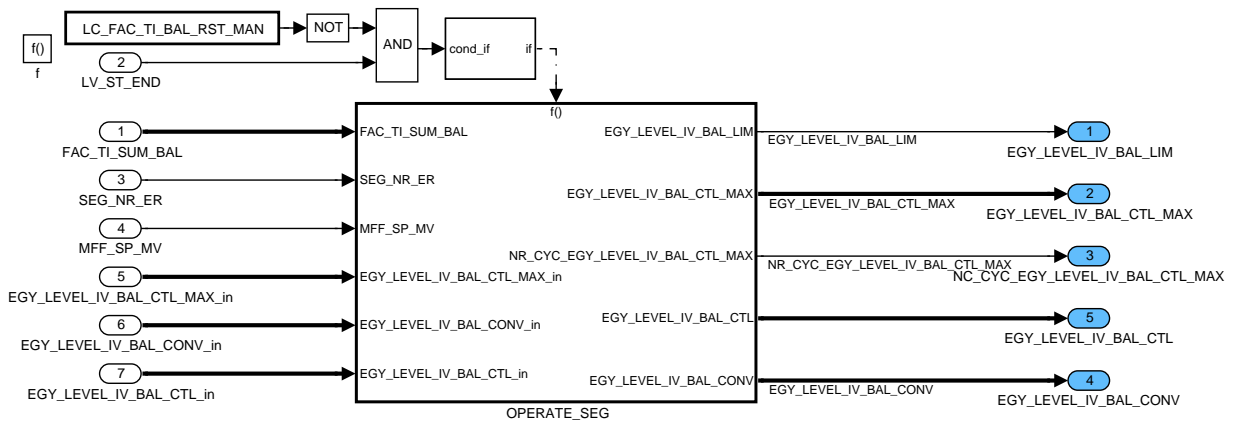 LC_FAC_TI_BAL_RST_MAN
NOT
AND
f()
f
2
LV_ST_END
cond_if
if
f()
1
FAC_TI_SUM_BAL
3
SEG_NR_ER
4
MFF_SP_MV
5
EGY_LEVEL_IV_BAL_CTL_MAX_in
6
EGY_LEVEL_IV_BAL_CONV_in
7
EGY_LEVEL_IV_BAL_CTL_in
FAC_TI_SUM_BAL
SEG_NR_ER
MFF_SP_MV
EGY_LEVEL_IV_BAL_CTL_MAX_in
EGY_LEVEL_IV_BAL_CONV_in
EGY_LEVEL_IV_BAL_CTL_in
EGY_LEVEL_IV_BAL_LIM
EGY_LEVEL_IV_BAL_CTL_MAX
NR_CYC_EGY_LEVEL_IV_BAL_CTL_MAX
EGY_LEVEL_IV_BAL_CTL
EGY_LEVEL_IV_BAL_CONV
OPERATE_SEG
EGY_LEVEL_IV_BAL_LIM
EGY_LEVEL_IV_BAL_CTL_MAX
NR_CYC_EGY_LEVEL_IV_BAL_CTL_MAX
EGY_LEVEL_IV_BAL_CONV
1
EGY_LEVEL_IV_BAL_LIM
2
EGY_LEVEL_IV_BAL_CTL_MAX
3
NC_CYC_EGY_LEVEL_IV_BAL_CTL_MAX
5
EGY_LEVEL_IV_BAL_CTL
4
EGY_LEVEL_IV_BAL_CONV